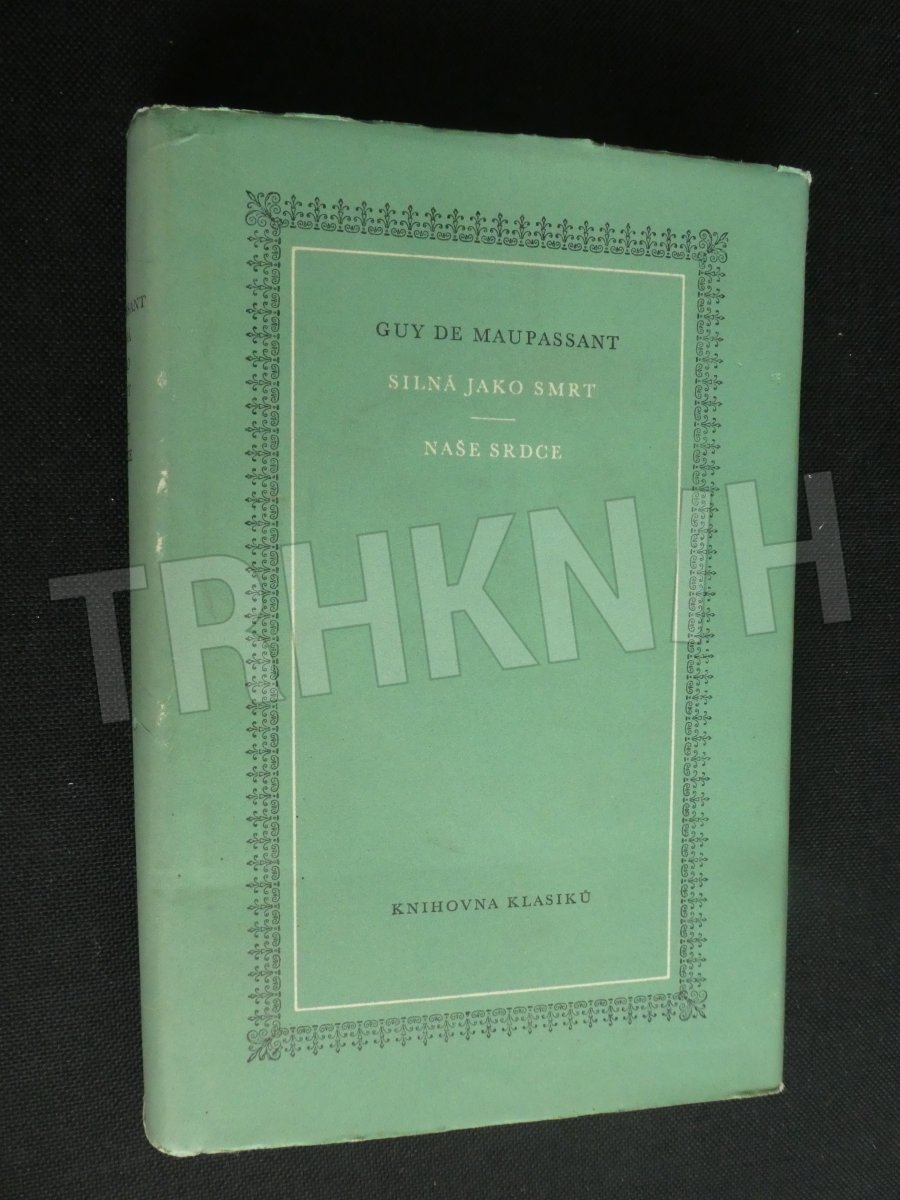 GUY DE MAUPASSANT
SILNÁ JAKO SMRT
NAŠE SRDCE
KNIHOVNA KLASIKŮ
TRHKNIH